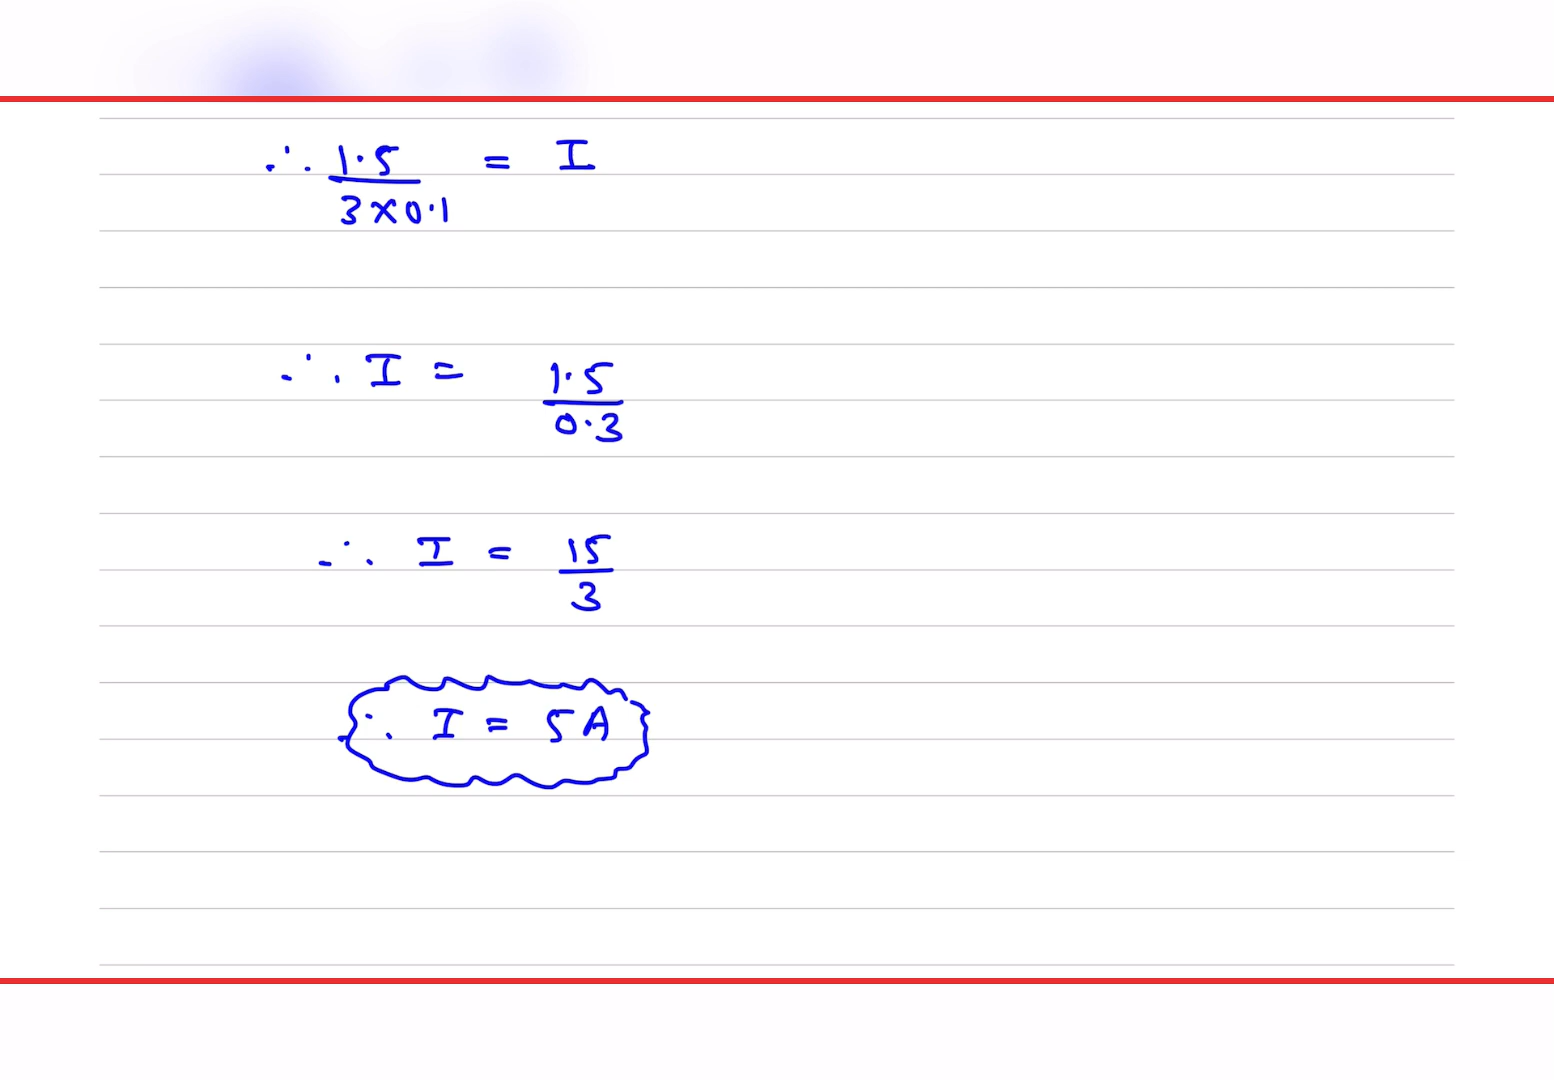 ∴ 1.5 / 3×0.1 = I
∴ I = 1.5 / 0.3
∴ I = 15 / 3
∴ I = 5A